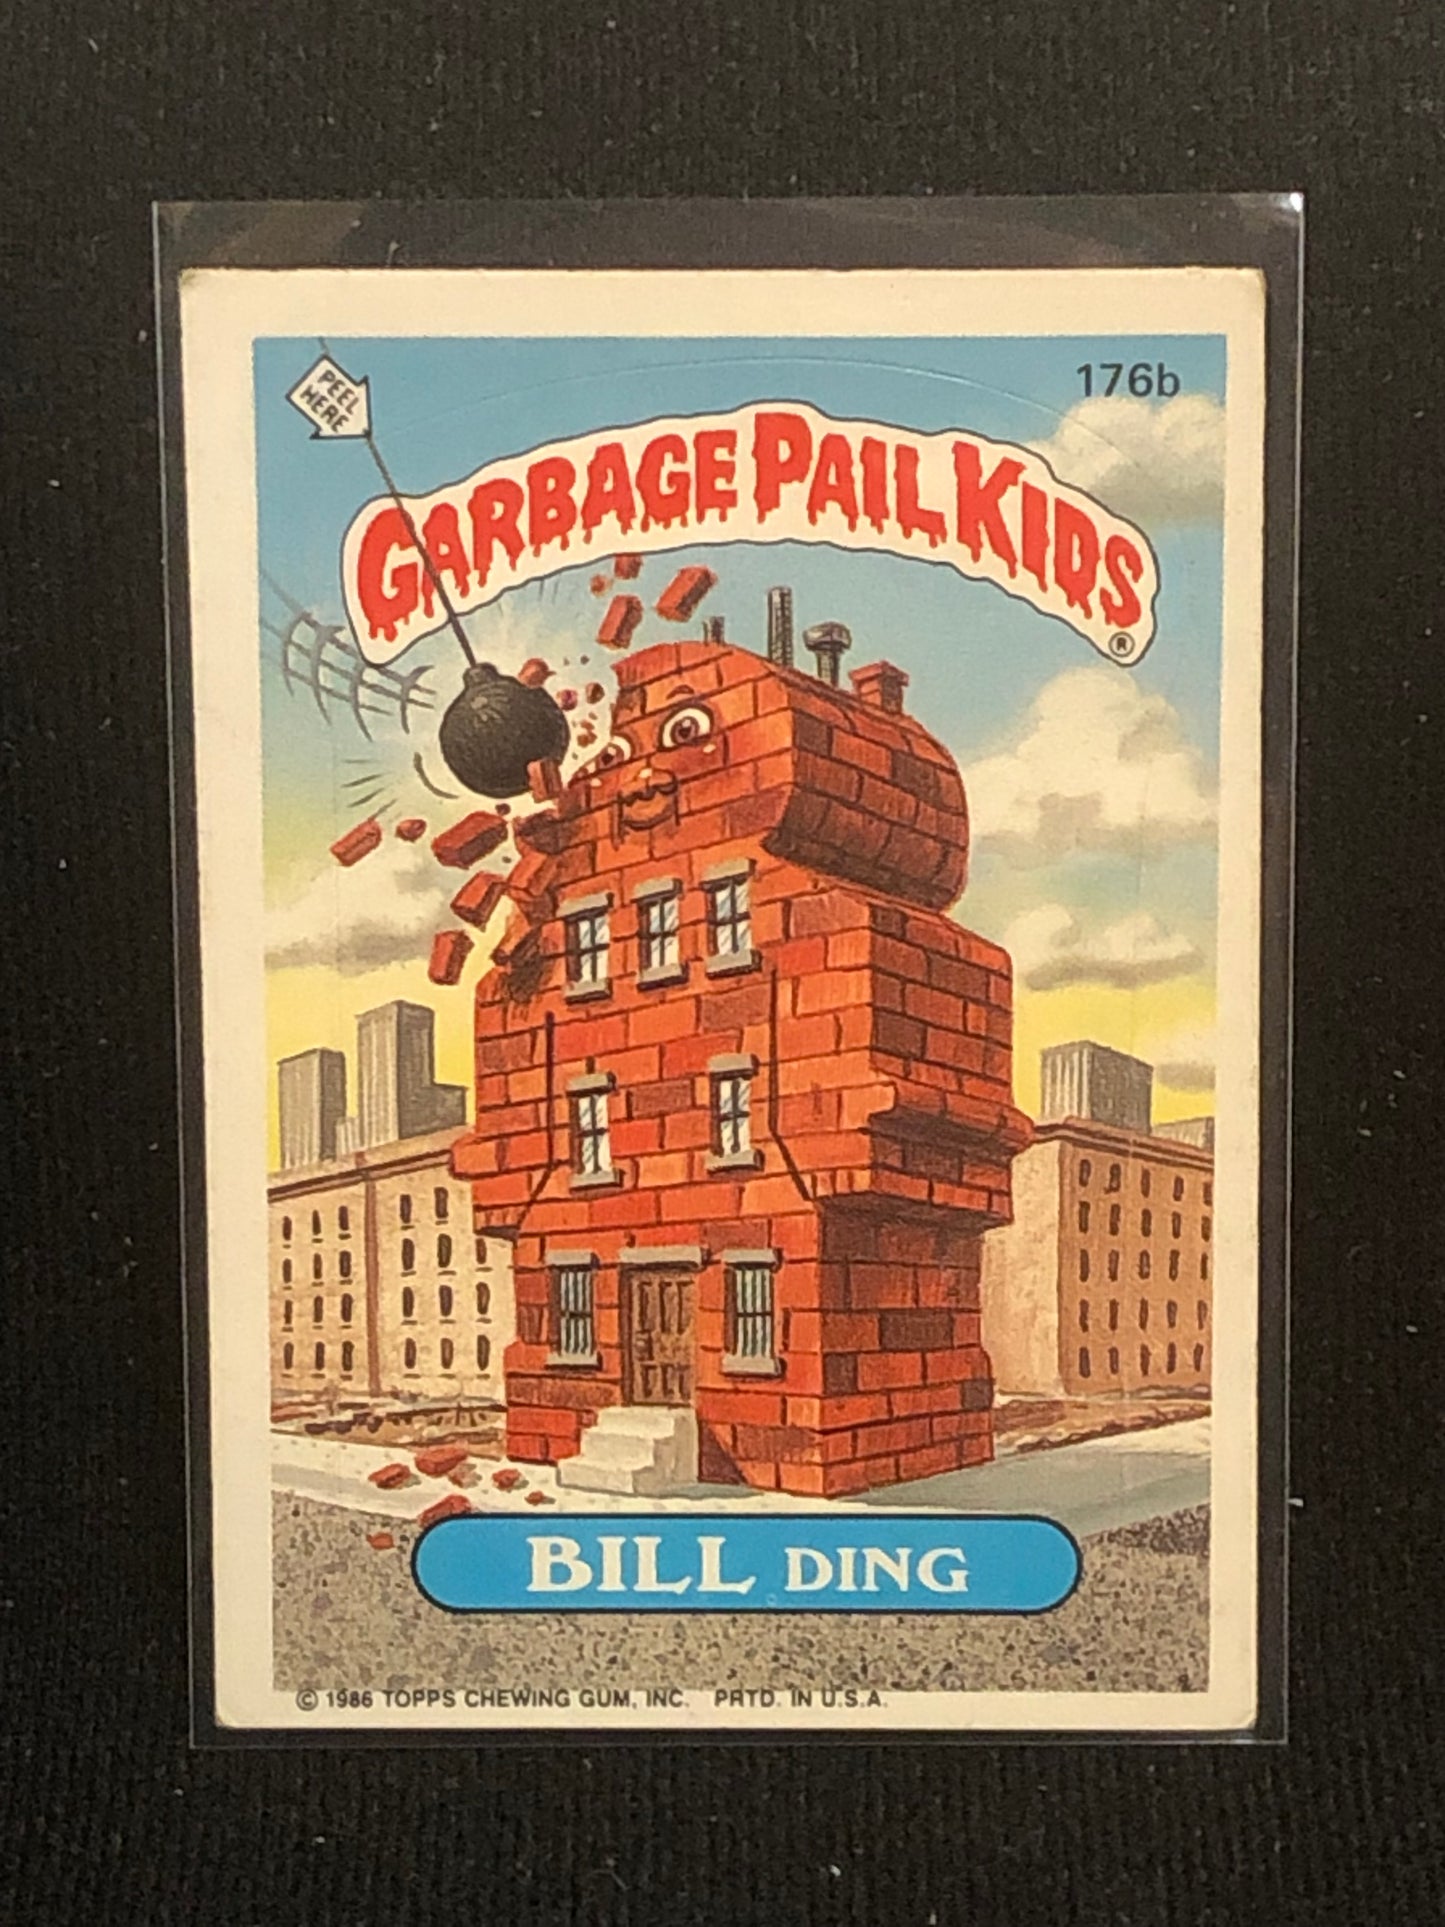 PEEL
HERE
176b
GARBAGE PAIL KIDS
®
BILL DING
© 1986 TOPPS CHEWING GUM, INC. PRTD. IN U.S.A.